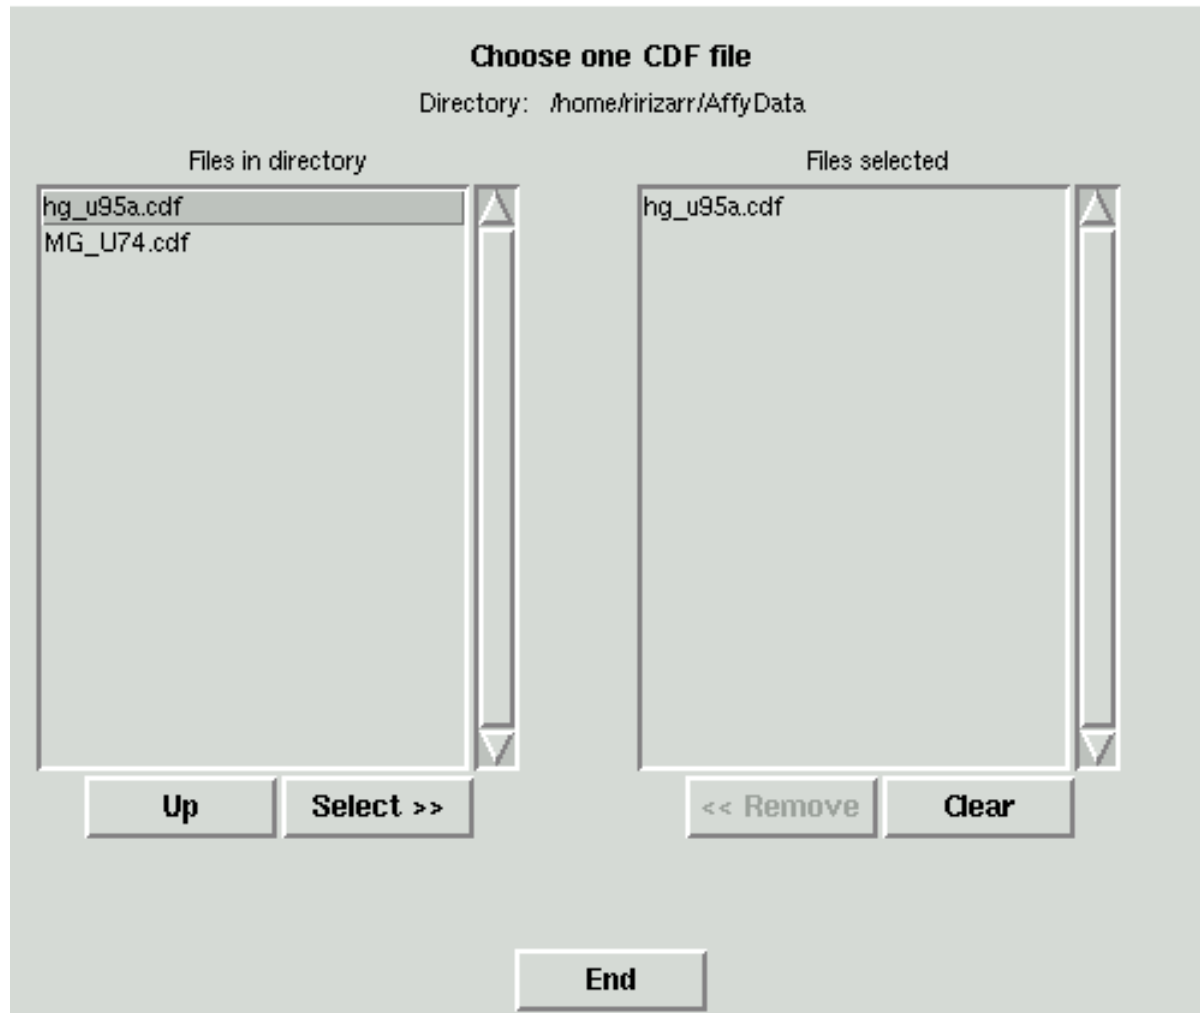 Choose one CDF file
Directory: /home/ririzarr/AffyData
Files in directory
Files selected
hg_u95a.cdf
MG_U74.cdf
hg_u95a.cdf
Up
Select >>
<< Remove
Clear
End